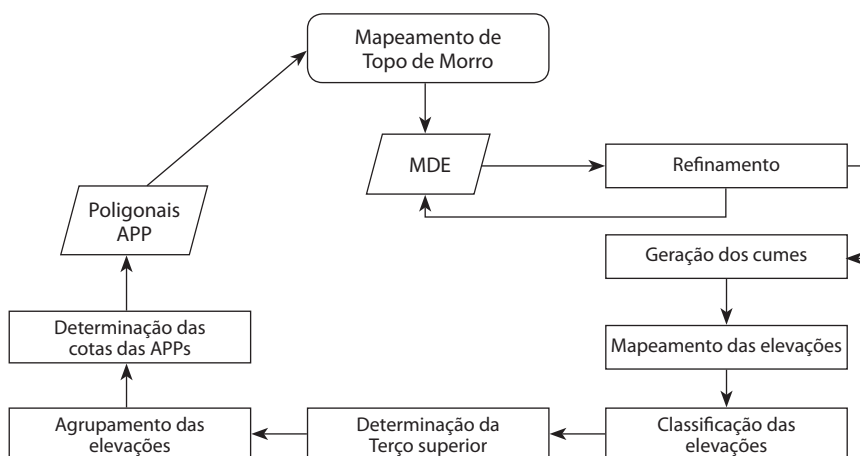 Mapeamento de
Topo de Morro
MDE
Refinamento
Poligonais
APP
Geração dos cumes
Determinação das
cotas das APPs
Mapeamento das elevações
Agrupamento das
elevações
Determinação da
Terço superior
Classificação das
elevações